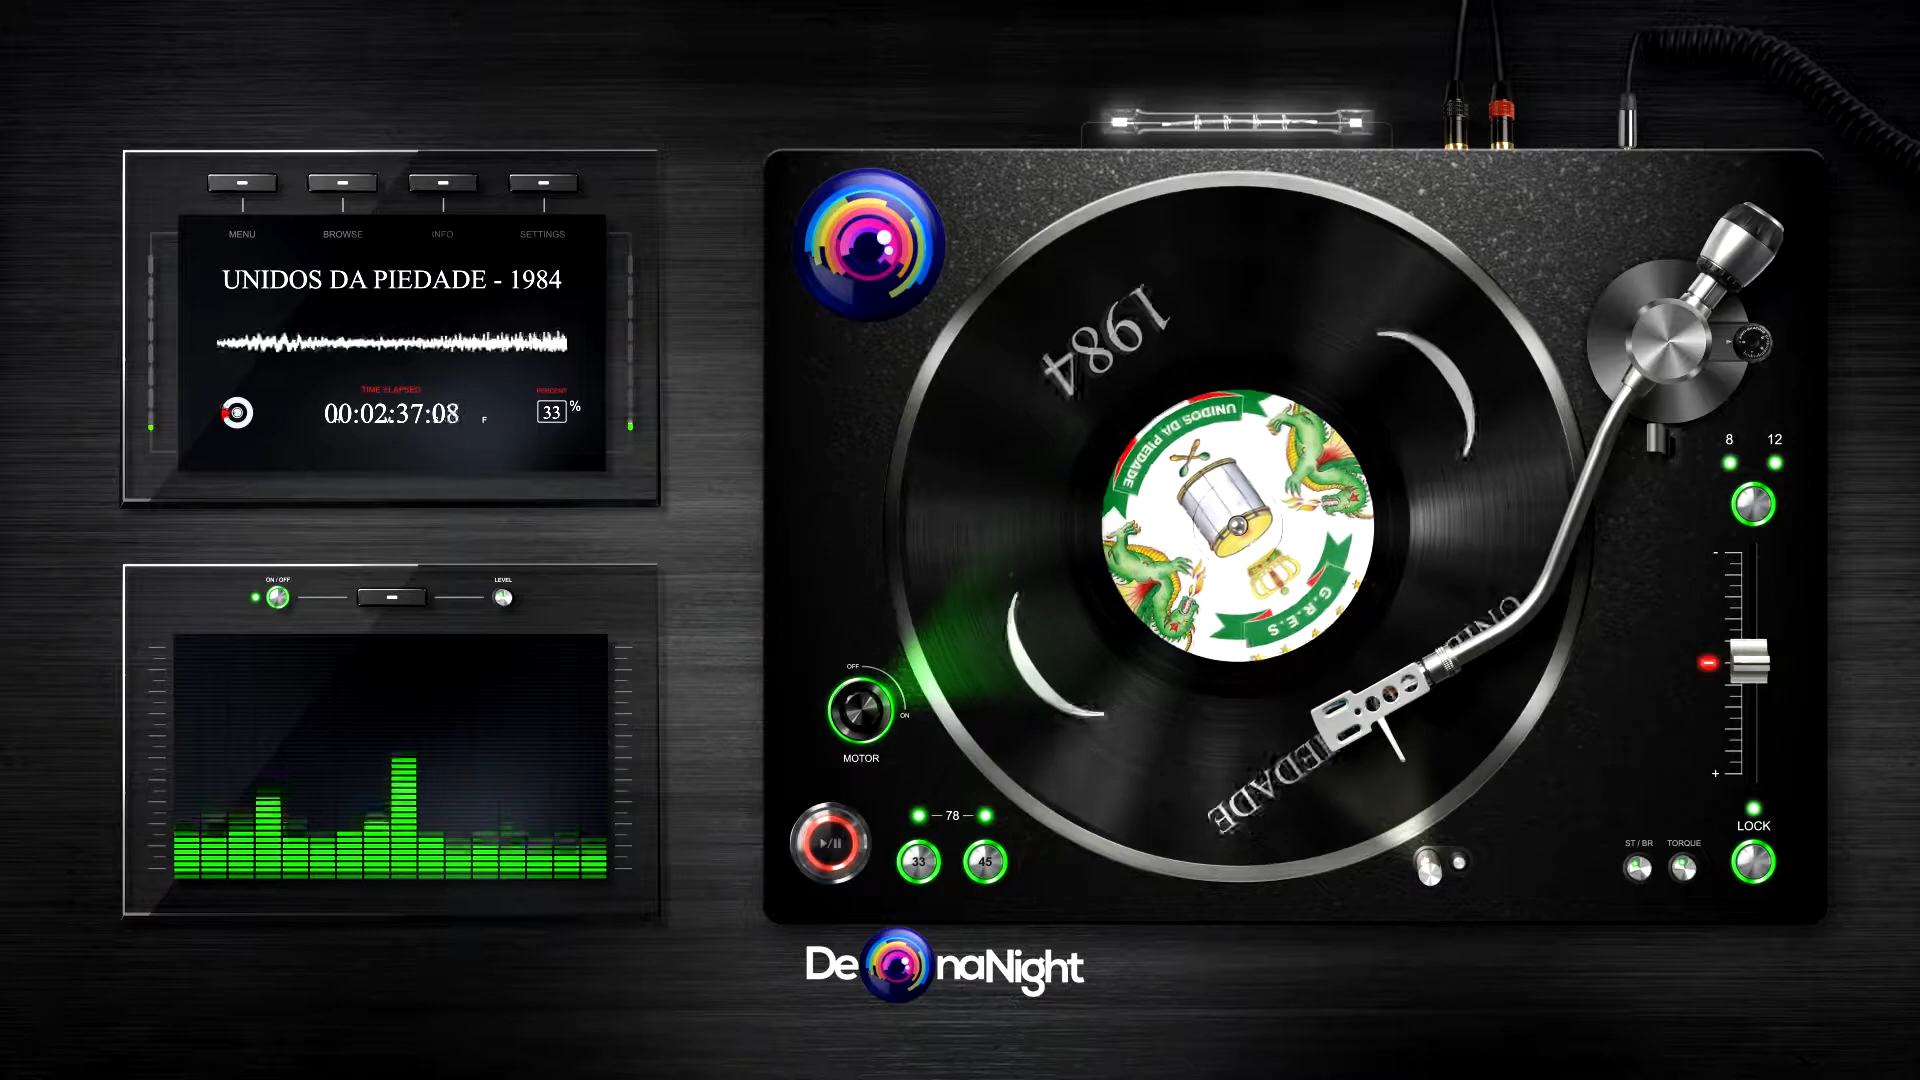 MENU
BROWSE
INFO
SETTINGS
UNIDOS DA PIEDADE - 1984
TIME ELAPSED
PERCENT
00:02:37:08
F
33 %
ON / OFF
LEVEL
1984
UNIDOS DA PIEDADE
G.R.E.S
PIEDADE
8
12
-
+
OFF
ON
MOTOR
78
33
45
LOCK
ST / BR
TORQUE
De naNight